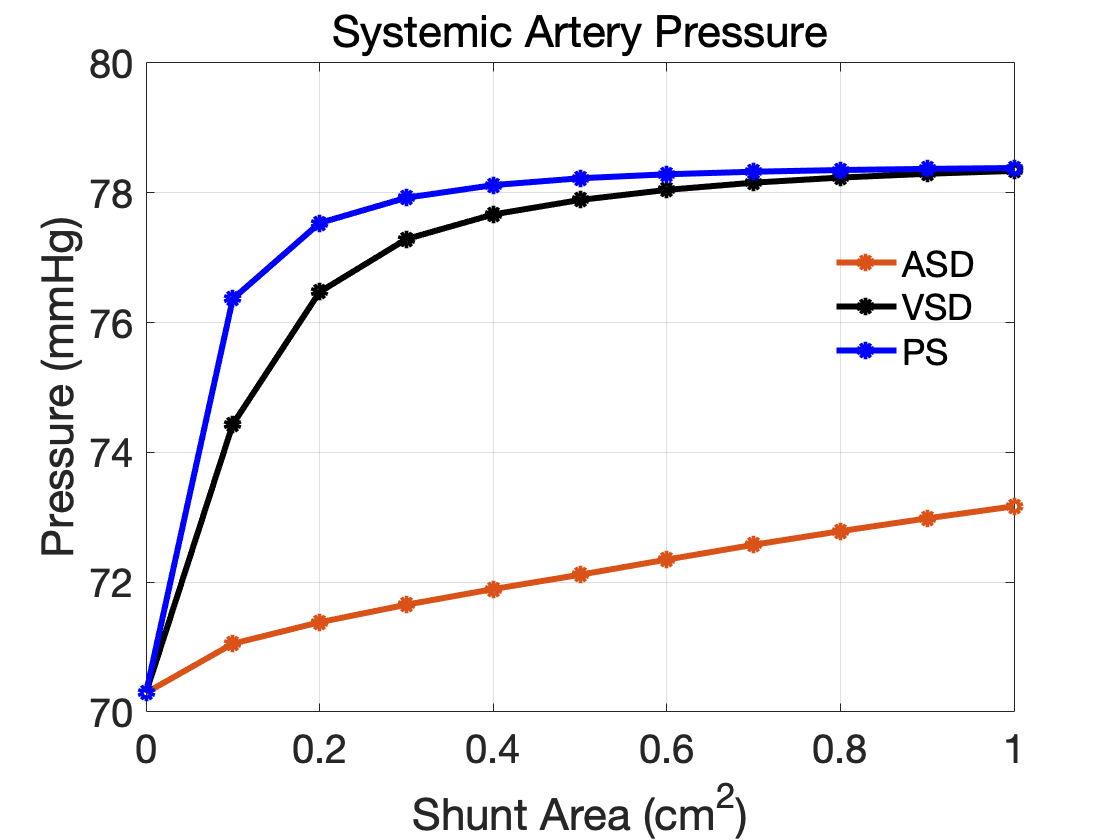 Systemic Artery Pressure
80
78
76
74
72
70
Pressure (mmHg)
ASD
VSD
PS
0 0.2 0.4 0.6 0.8 1
Shunt Area (cm²)